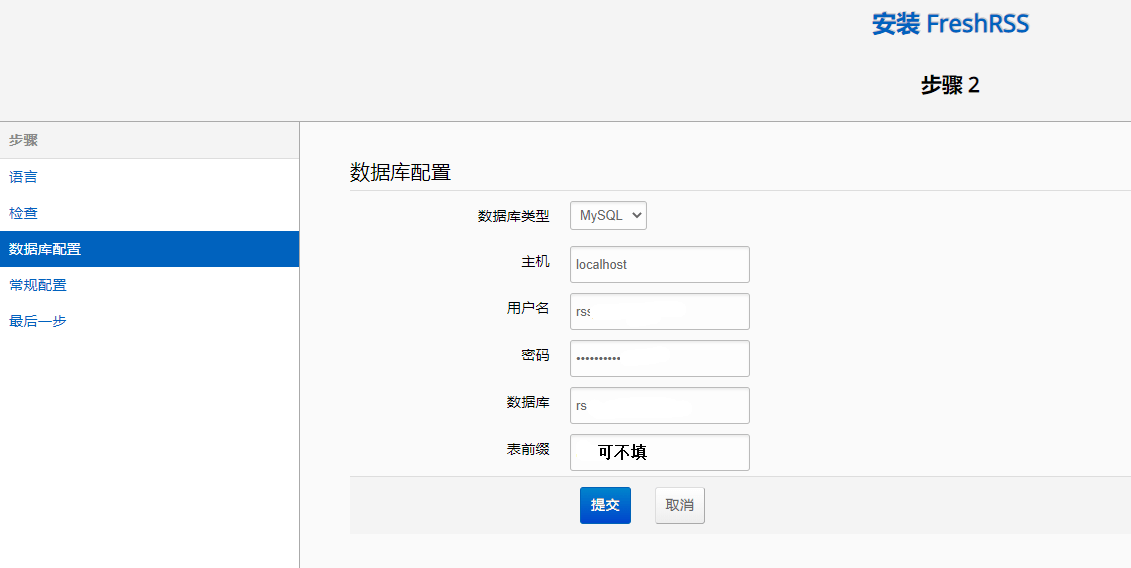 安装 FreshRSS
步骤 2
步骤
语言
检查
数据库配置
常规配置
最后一步
数据库配置
数据库类型 MySQL
主机 localhost
用户名 rss
密码 ••••••••••
数据库 rs
表前缀 可不填
提交 取消